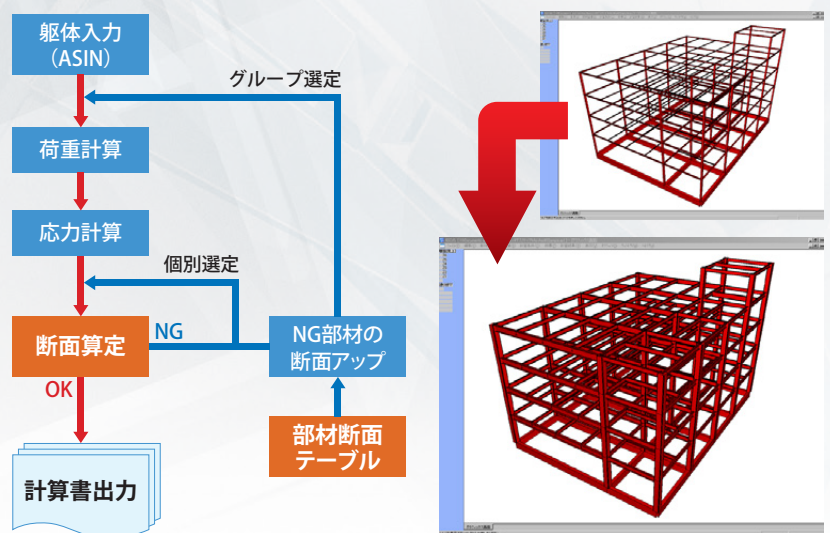 躯体入力
（ASIN）
グループ選定
荷重計算
応力計算
個別選定
断面算定
NG
NG部材の
断面アップ
OK
部材断面
テーブル
計算書出力